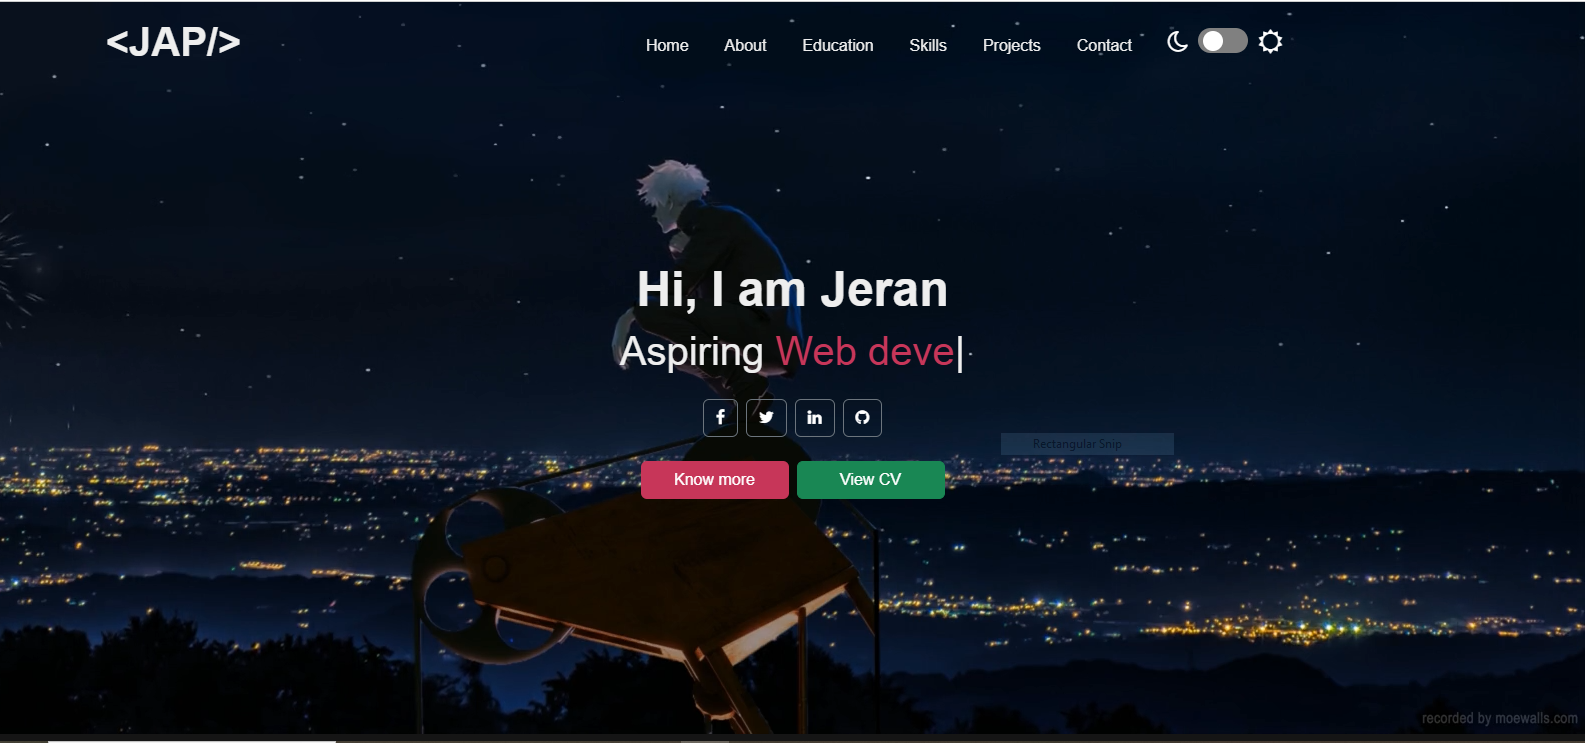 <JAP/>
Home About Education Skills Projects Contact
Hi, I am Jeran
Aspiring Web deve|
Rectangular Snip
Know more View CV
recorded by moewalls.com